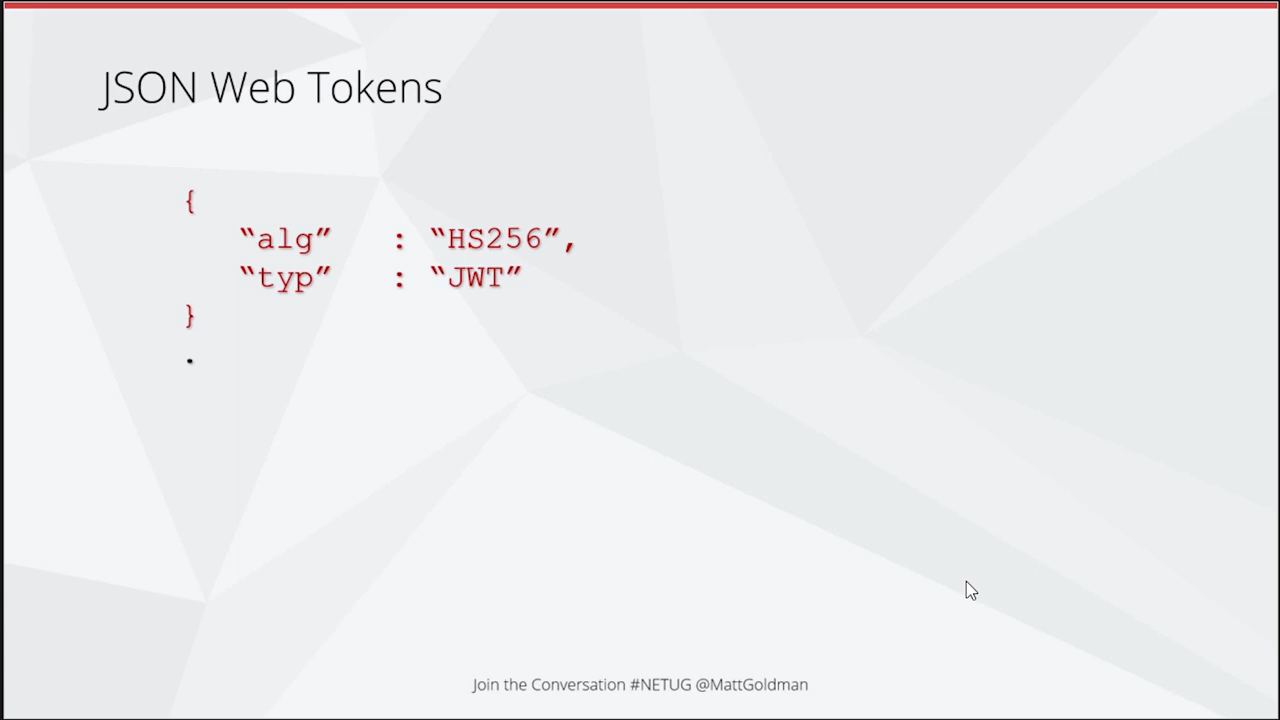 JSON Web Tokens
{
“alg” : “HS256”,
“typ” : “JWT”
}
.
Join the Conversation #NETUG @MattGoldman